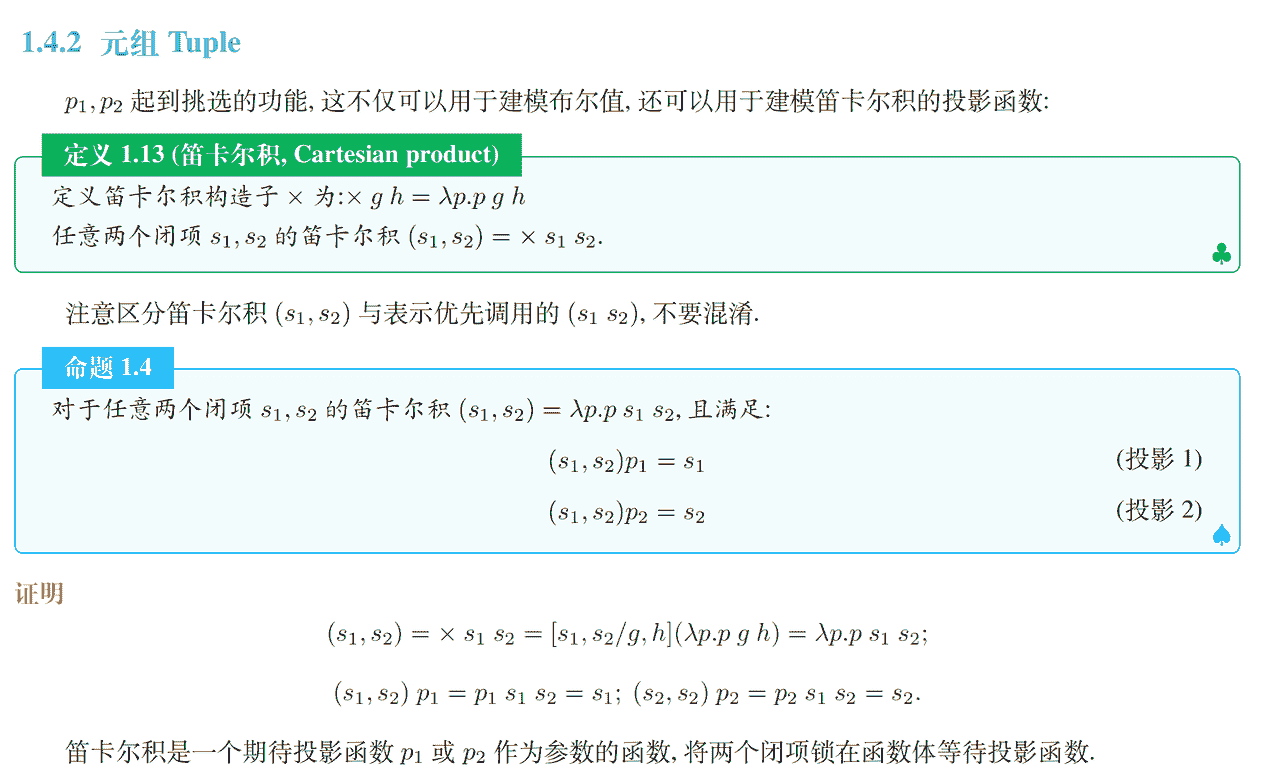 1.4.2 元组 Tuple
p₁, p₂ 起到挑选的功能, 这不仅可以用于建模布尔值, 还可以用于建模笛卡尔积的投影函数:
定义 1.13 (笛卡尔积, Cartesian product)
定义笛卡尔积构造子 × 为:× g h = λp.p g h
任意两个闭项 s₁, s₂ 的笛卡尔积 (s₁, s₂) = × s₁ s₂.
♣
注意区分笛卡尔积 (s₁, s₂) 与表示优先调用的 (s₁ s₂), 不要混淆.
命题 1.4
对于任意两个闭项 s₁, s₂ 的笛卡尔积 (s₁, s₂) = λp.p s₁ s₂, 且满足:
(s₁, s₂)p₁ = s₁ (投影 1)
(s₁, s₂)p₂ = s₂ (投影 2)
♠
证明
(s₁, s₂) = × s₁ s₂ = [s₁, s₂/g, h](λp.p g h) = λp.p s₁ s₂;
(s₁, s₂) p₁ = p₁ s₁ s₂ = s₁; (s₂, s₂) p₂ = p₂ s₁ s₂ = s₂.
笛卡尔积是一个期待投影函数 p₁ 或 p₂ 作为参数的函数, 将两个闭项锁在函数体等待投影函数.